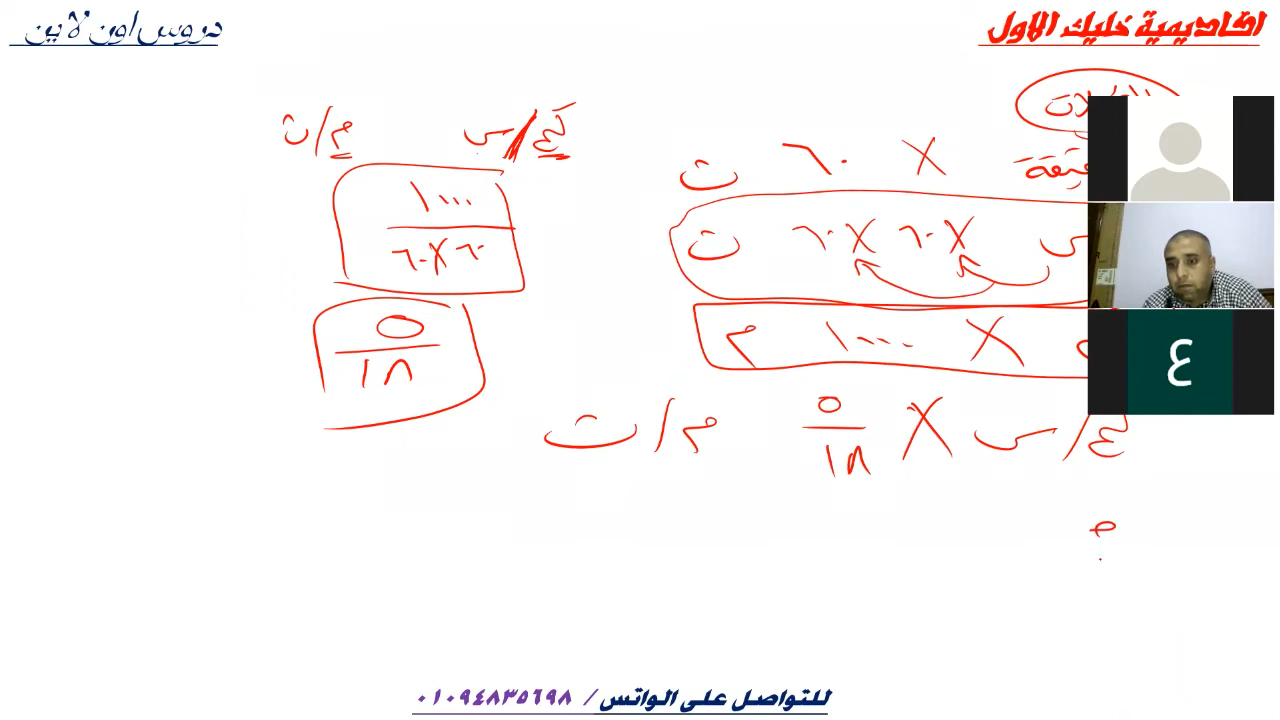 اكاديمية خليك الاول
دروس اون لاين
كم/س م/ث
دقيقة X ٦٠ ث
س X ٦٠ X ٦٠ ث
X ١٠٠٠ م
١٠٠٠
٦٠ X ٦٠
٥
١٨
كم/س X ٥/١٨ م/ث
ع
للتواصل على الواتس / ٠١٠٩٤٨٣٥٦٩٨